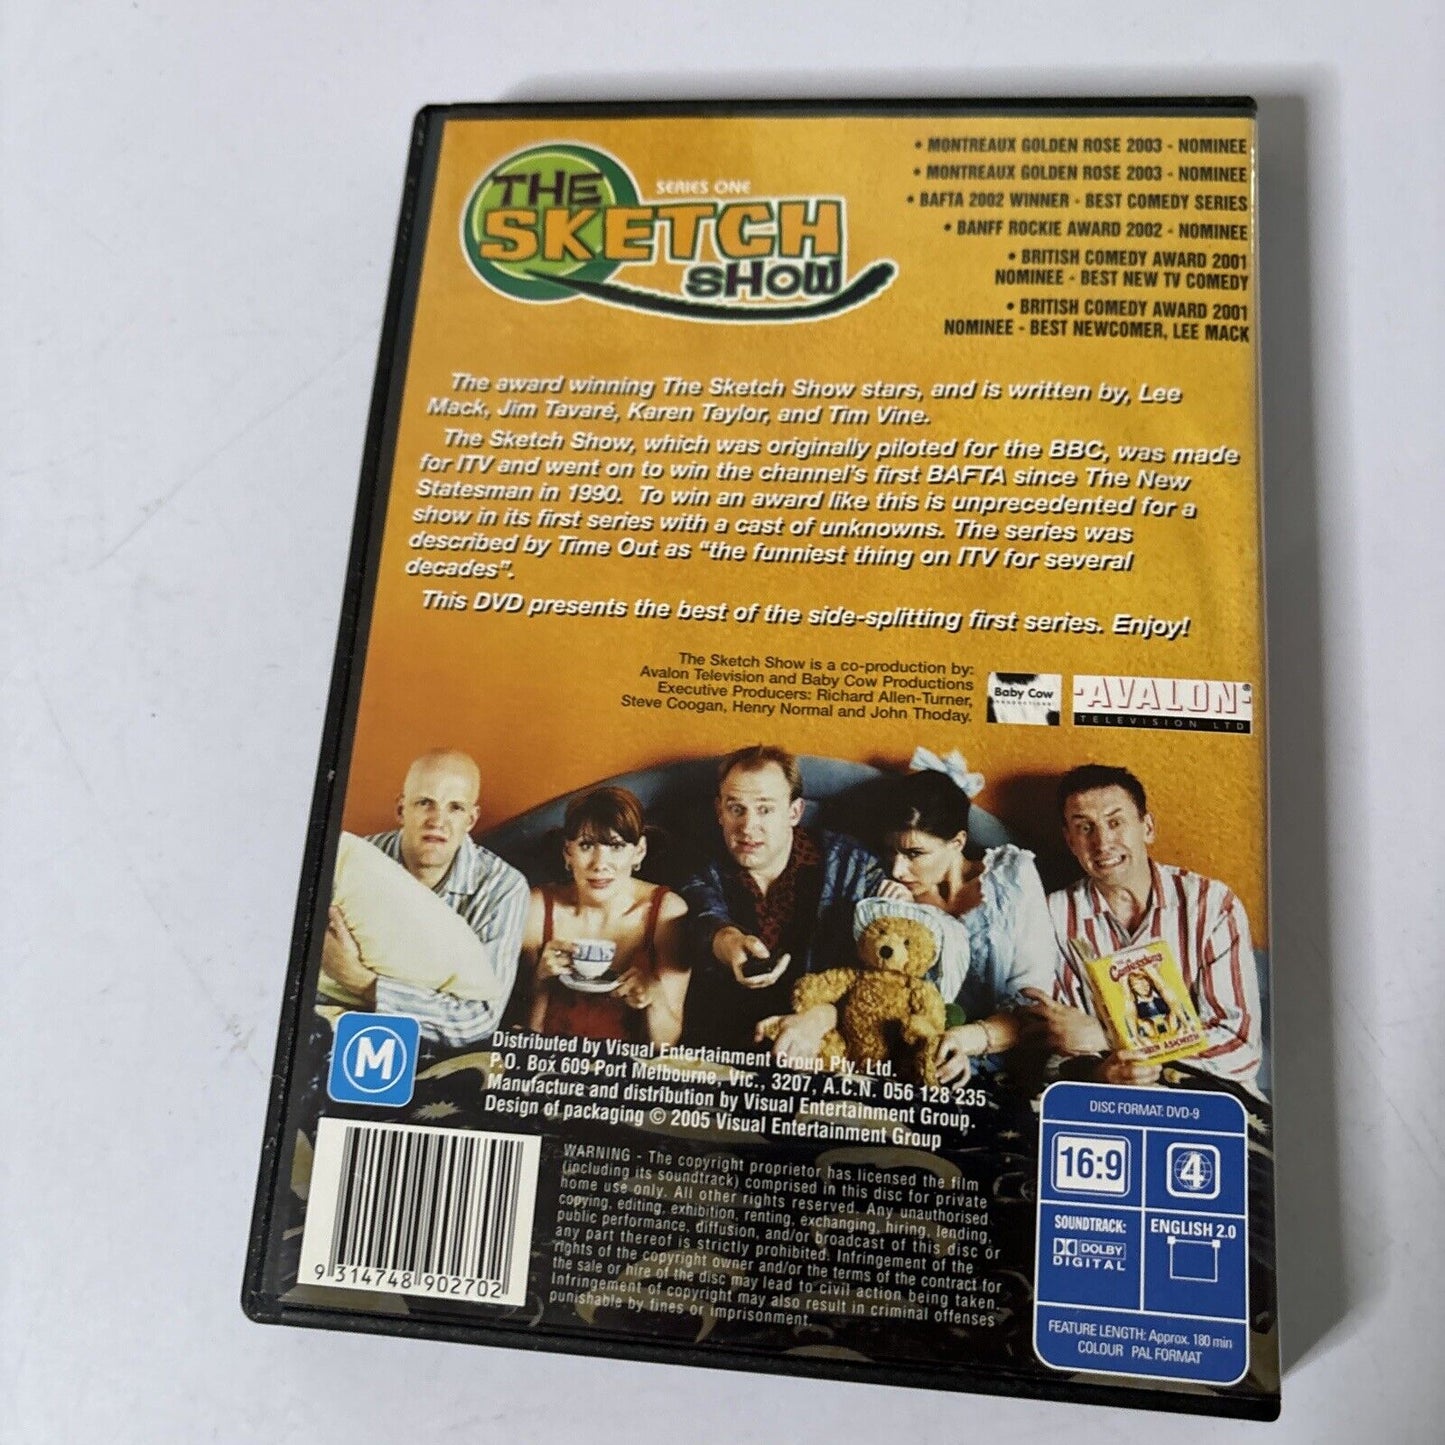 THE
SERIES ONE
SKETCH
SHOW
• MONTREAUX GOLDEN ROSE 2003 - NOMINEE
• MONTREAUX GOLDEN ROSE 2003 - NOMINEE
• BAFTA 2002 WINNER - BEST COMEDY SERIES
• BANFF ROCKIE AWARD 2002 - NOMINEE
• BRITISH COMEDY AWARD 2001
NOMINEE - BEST NEW TV COMEDY
• BRITISH COMEDY AWARD 2001
NOMINEE - BEST NEWCOMER, LEE MACK
The award winning The Sketch Show stars, and is written by, Lee
Mack, Jim Tavaré, Karen Taylor, and Tim Vine.
The Sketch Show, which was originally piloted for the BBC, was made
for ITV and went on to win the channel's first BAFTA since The New
Statesman in 1990. To win an award like this is unprecedented for a
show in its first series with a cast of unknowns. The series was
described by Time Out as "the funniest thing on ITV for several
decades".
This DVD presents the best of the side-splitting first series. Enjoy!
The Sketch Show is a co-production by:
Avalon Television and Baby Cow Productions
Executive Producers: Richard Allen-Turner,
Steve Coogan, Henry Normal and John Thoday.
Baby Cow
PRODUCTIONS
AVALON®
TELEVISION LTD
Confessions
M
Distributed by Visual Entertainment Group Pty. Ltd.
P.O. Box 609 Port Melbourne, Vic., 3207, A.C.N. 056 128 235
Manufacture and distribution by Visual Entertainment Group.
Design of packaging © 2005 Visual Entertainment Group
WARNING - The copyright proprietor has licensed the film
(including its soundtrack) comprised in this disc for private
home use only. All other rights reserved. Any unauthorised
copying, editing, exhibition, renting, exchanging, hiring, lending,
public performance, diffusion, and/or broadcast of this disc or
any part thereof is strictly prohibited. Infringement of the
rights of the copyright owner and/or the terms of the contract for
the sale or hire of the disc may lead to civil action being taken.
Infringement of copyright may also result in criminal offenses
punishable by fines or imprisonment.
9 314748 902702
DISC FORMAT: DVD-9
16:9
4
SOUNDTRACK:
DOLBY
DIGITAL
ENGLISH 2.0
FEATURE LENGTH: Approx. 180 min
COLOUR PAL FORMAT